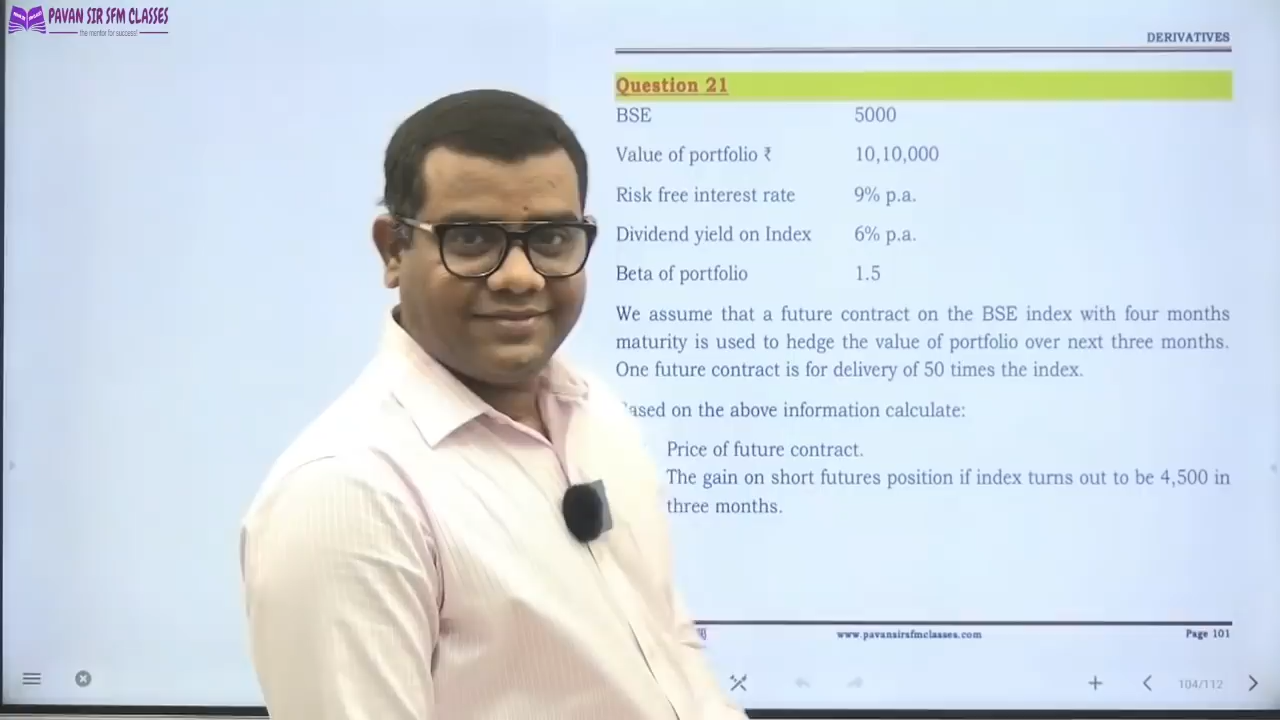 PAVAN SIR SFM CLASSES
the mentor for success!
DERIVATIVES
Question 21
BSE 5000
Value of portfolio ₹ 10,10,000
Risk free interest rate 9% p.a.
Dividend yield on Index 6% p.a.
Beta of portfolio 1.5
We assume that a future contract on the BSE index with four months
maturity is used to hedge the value of portfolio over next three months.
One future contract is for delivery of 50 times the index.
ased on the above information calculate:
Price of future contract.
The gain on short futures position if index turns out to be 4,500 in
three months.
www.pavansirsfmclasses.com Page 101
104/112